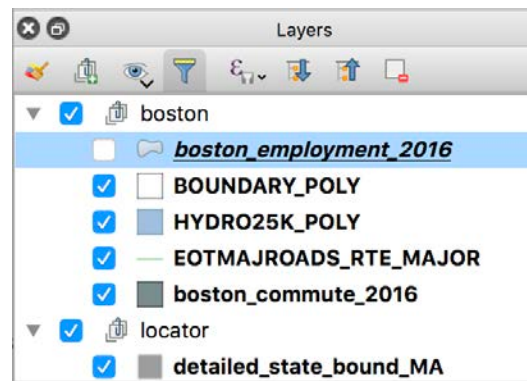 Layers
boston
boston_employment_2016
BOUNDARY_POLY
HYDRO25K_POLY
EOTMAJROADS_RTE_MAJOR
boston_commute_2016
locator
detailed_state_bound_MA